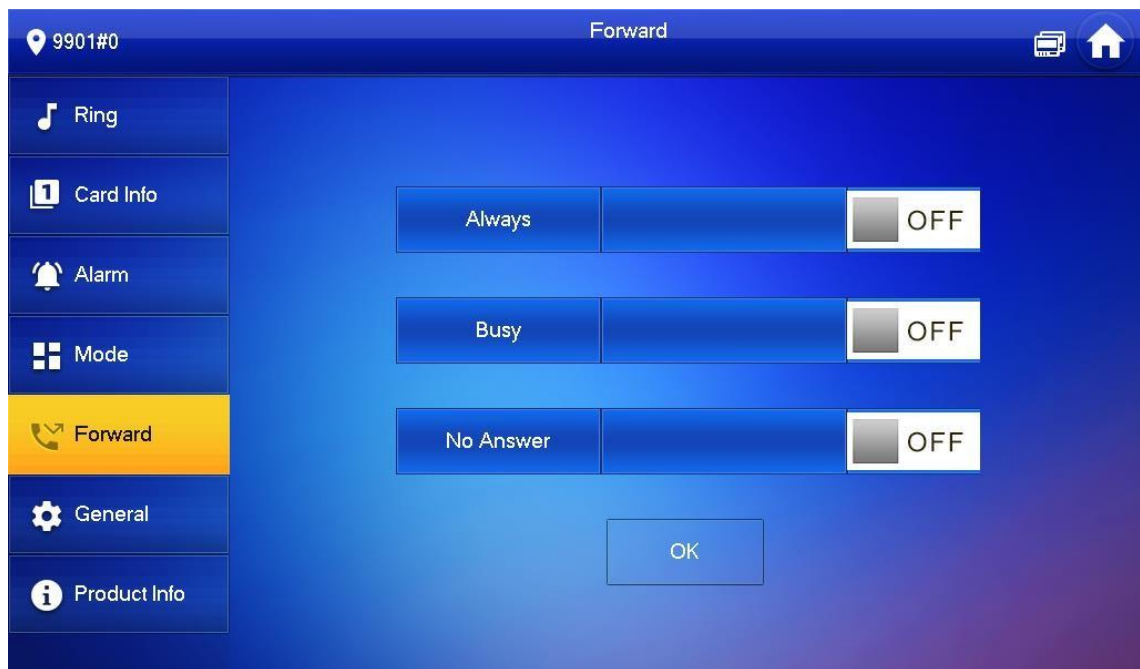 9901#0
Forward
Ring
Card Info
Alarm
Mode
Forward
General
Product Info
Always
OFF
Busy
OFF
No Answer
OFF
OK